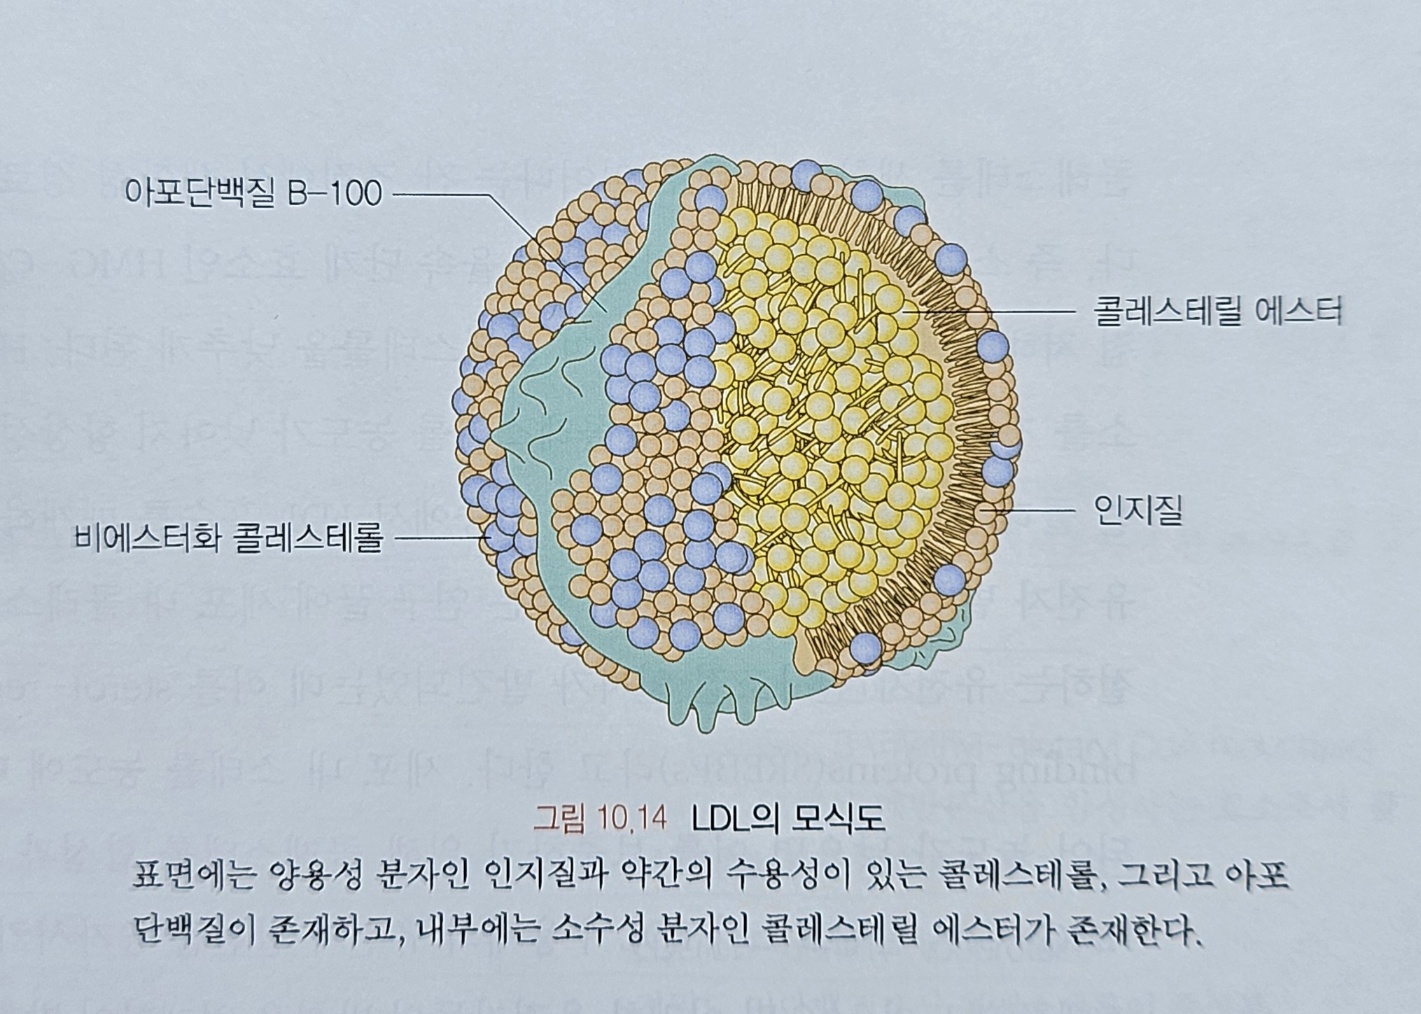 아포단백질 B-100
콜레스테릴 에스터
인지질
비에스터화 콜레스테롤
그림 10.14 LDL의 모식도
표면에는 양용성 분자인 인지질과 약간의 수용성이 있는 콜레스테롤, 그리고 아포
단백질이 존재하고, 내부에는 소수성 분자인 콜레스테릴 에스터가 존재한다.